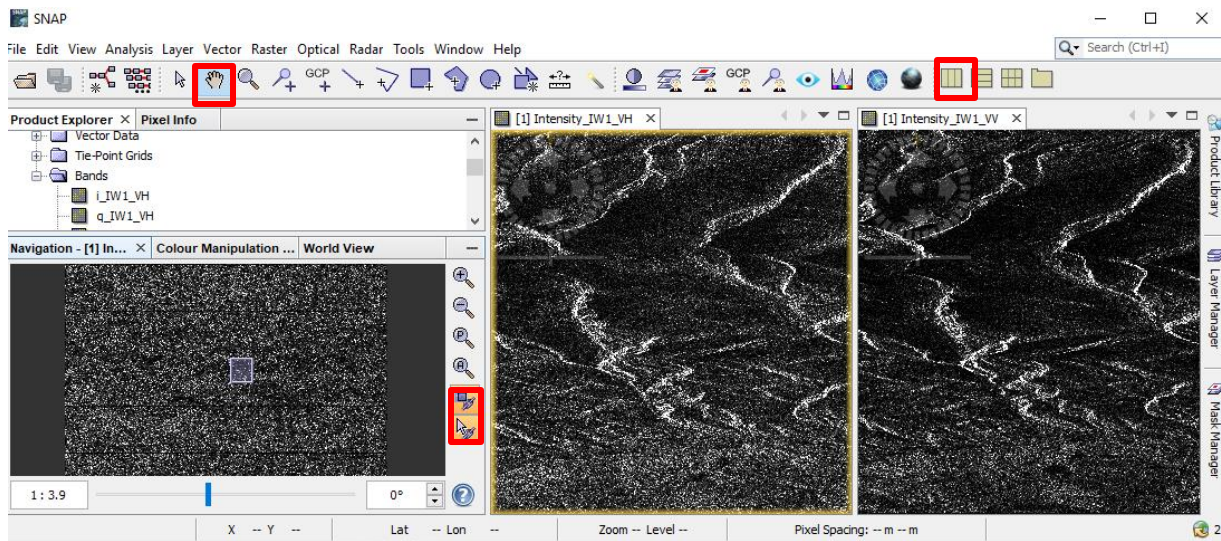 SNAP
File Edit View Analysis Layer Vector Raster Optical Radar Tools Window Help
Search (Ctrl+I)
GCP
GCP
Product Explorer × Pixel Info
Vector Data
Tie-Point Grids
Bands
i_IW1_VH
q_IW1_VH
Navigation - [1] In... × Colour Manipulation ... World View
1 : 3.9
0°
[1] Intensity_IW1_VH ×
[1] Intensity_IW1_VV ×
Product Library
Layer Manager
Mask Manager
X -- Y -- Lat -- Lon -- Zoom -- Level -- Pixel Spacing: -- m -- m
2